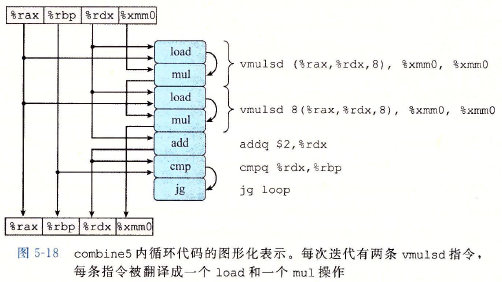 %rax %rbp %rdx %xmm0
load
mul
vmulsd (%rax,%rdx,8), %xmm0, %xmm0
load
mul
vmulsd 8(%rax,%rdx,8), %xmm0, %xmm0
add addq $2,%rdx
cmp cmpq %rdx,%rbp
jg jg loop
%rax %rbp %rdx %xmm0
图 5-18 combine5 内循环代码的图形化表示。每次迭代有两条 vmulsd 指令,
每条指令被翻译成一个 load 和一个 mul 操作